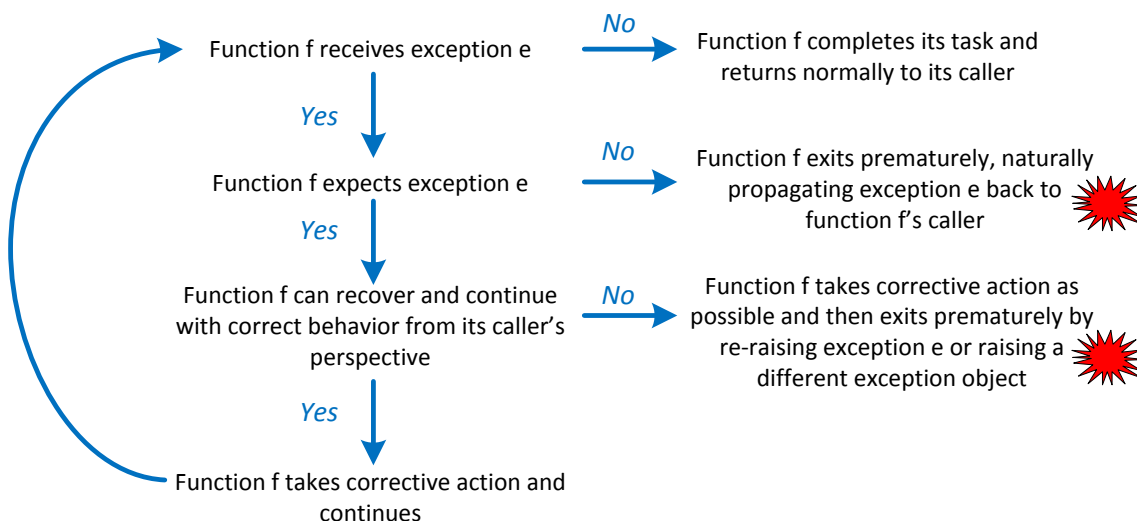 Function f receives exception e
No
Function f completes its task and
returns normally to its caller
Yes
Function f expects exception e
No
Function f exits prematurely, naturally
propagating exception e back to
function f’s caller
Yes
Function f can recover and continue
with correct behavior from its caller’s
perspective
No
Function f takes corrective action as
possible and then exits prematurely by
re-raising exception e or raising a
different exception object
Yes
Function f takes corrective action and
continues